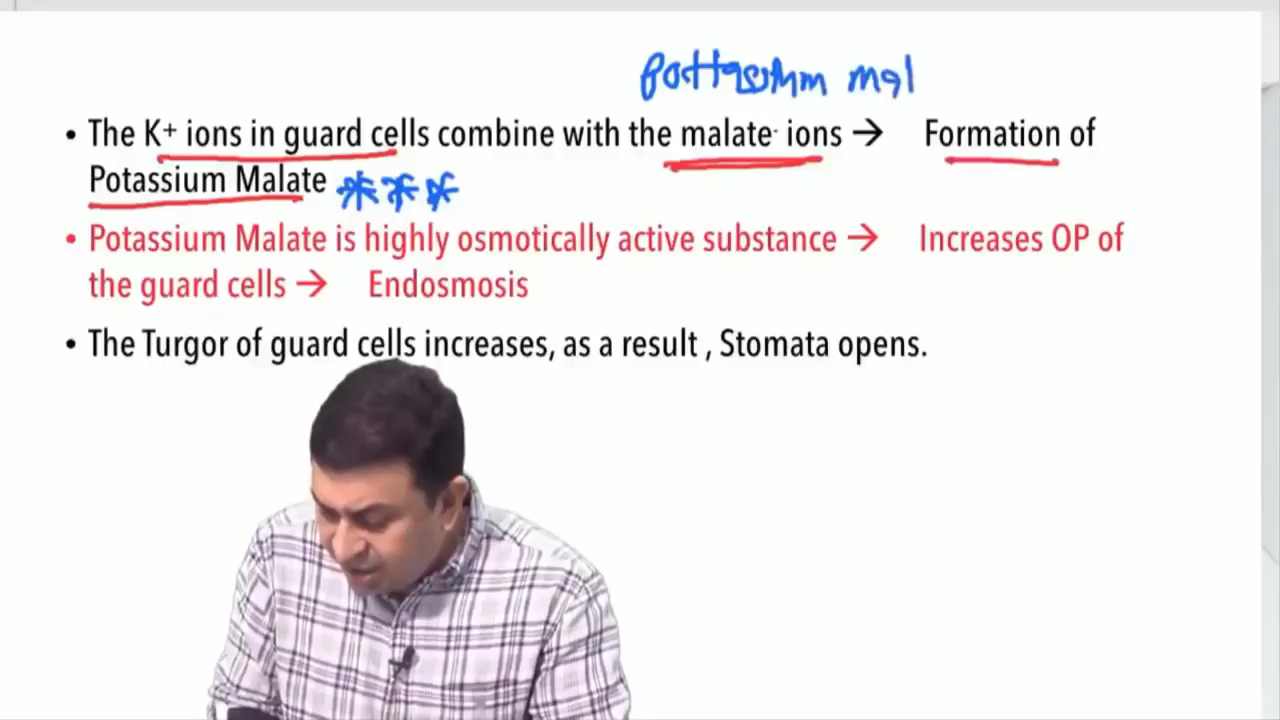 pottassium mal
• The K+ ions in guard cells combine with the malate- ions → Formation of
Potassium Malate ***
• Potassium Malate is highly osmotically active substance → Increases OP of
the guard cells → Endosmosis
• The Turgor of guard cells increases, as a result , Stomata opens.